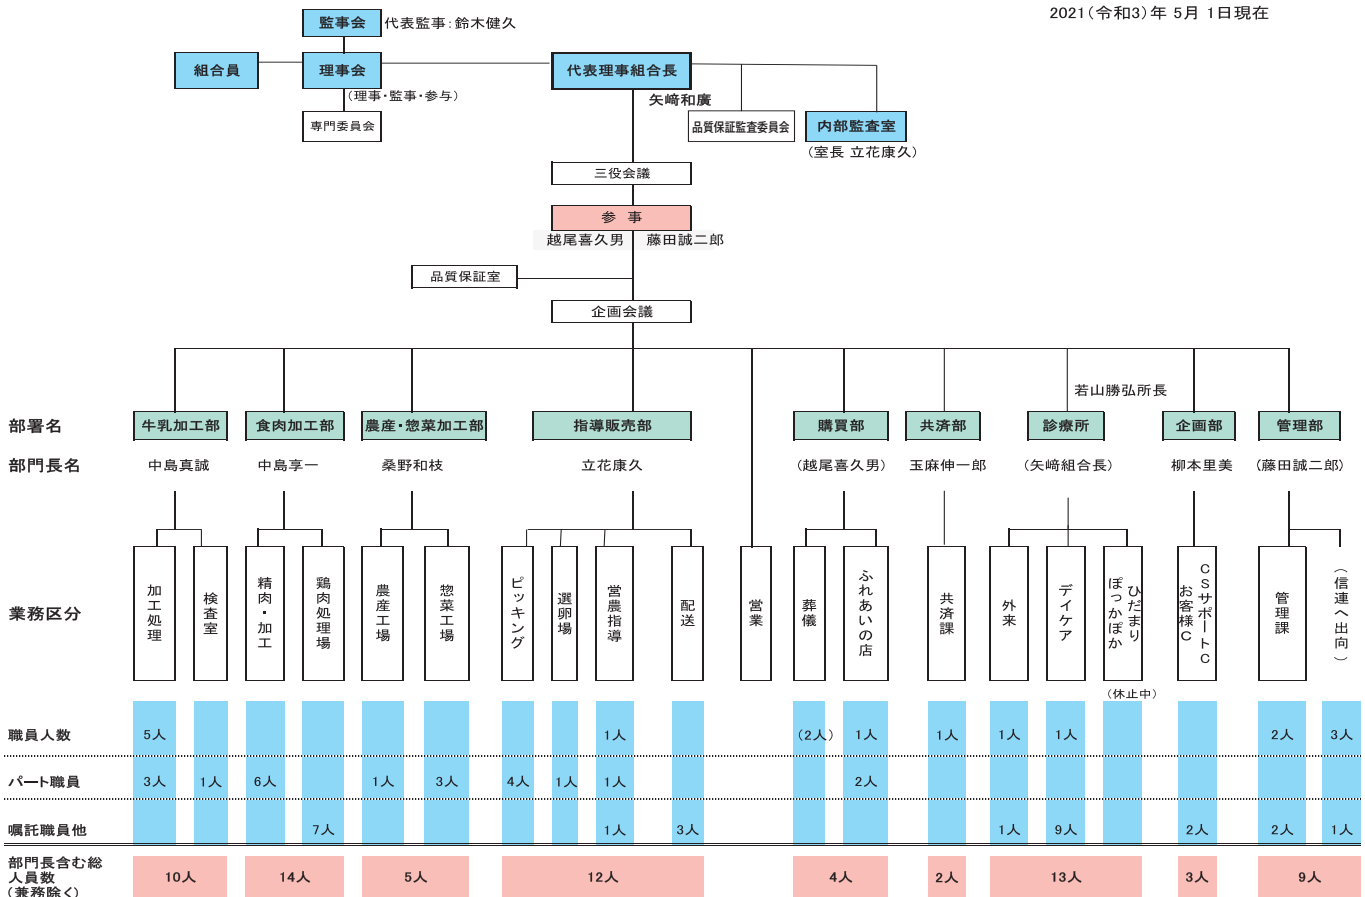 2021(令和3)年 5月 1日現在
監事会 代表監事:鈴木健久
組合員
理事会
代表理事組合長
(理事・監事・参与)
矢﨑和廣
専門委員会
品質保証監査委員会
内部監査室
(室長 立花康久)
三役会議
参 事
越尾喜久男 藤田誠二郎
品質保証室
企画会議
若山勝弘所長
部署名 牛乳加工部 食肉加工部 農産・惣菜加工部 指導販売部 購買部 共済部 診療所 企画部 管理部
部門長名 中島真誠 中島享一 桑野和枝 立花康久 (越尾喜久男) 玉麻伸一郎 (矢﨑組合長) 柳本里美 (藤田誠二郎)
業務区分
加工処理
検査室
精肉・加工
鶏肉処理場
農産工場
惣菜工場
ピッキング
選卵場
営農指導
配送
営業
葬儀
ふれあいの店
共済課
外来
デイケア
ひだまり
ぽっかぽか
(休止中)
CSサポートC
お客様C
管理課
(信連へ出向)
職員人数 5人 1人 (2人) 1人 1人 1人 1人 2人 3人
パート職員 3人 1人 6人 1人 3人 4人 1人 1人 2人
嘱託職員他 7人 1人 3人 1人 9人 2人 2人 1人
部門長含む総
人員数
(兼務除く)
10人 14人 5人 12人 4人 2人 13人 3人 9人